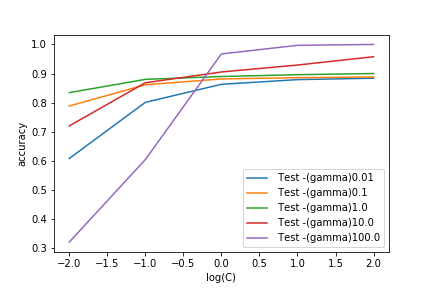 1.0
0.9
0.8
0.7
0.6
0.5
0.4
0.3
accuracy
Test -(gamma)0.01
Test -(gamma)0.1
Test -(gamma)1.0
Test -(gamma)10.0
Test -(gamma)100.0
−2.0 −1.5 −1.0 −0.5 0.0 0.5 1.0 1.5 2.0
log(C)